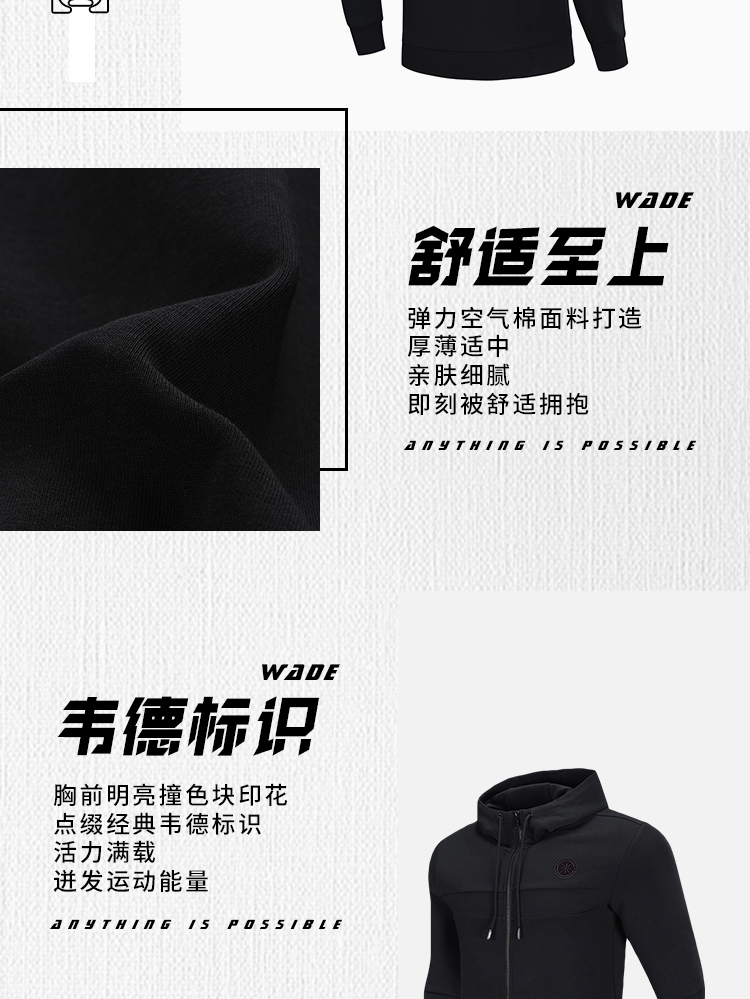 WADE
舒适至上
弹力空气棉面料打造
厚薄适中
亲肤细腻
即刻被舒适拥抱
ANYTHING IS POSSIBLE
WADE
韦德标识
胸前明亮撞色块印花
点缀经典韦德标识
活力满载
迸发运动能量
ANYTHING IS POSSIBLE